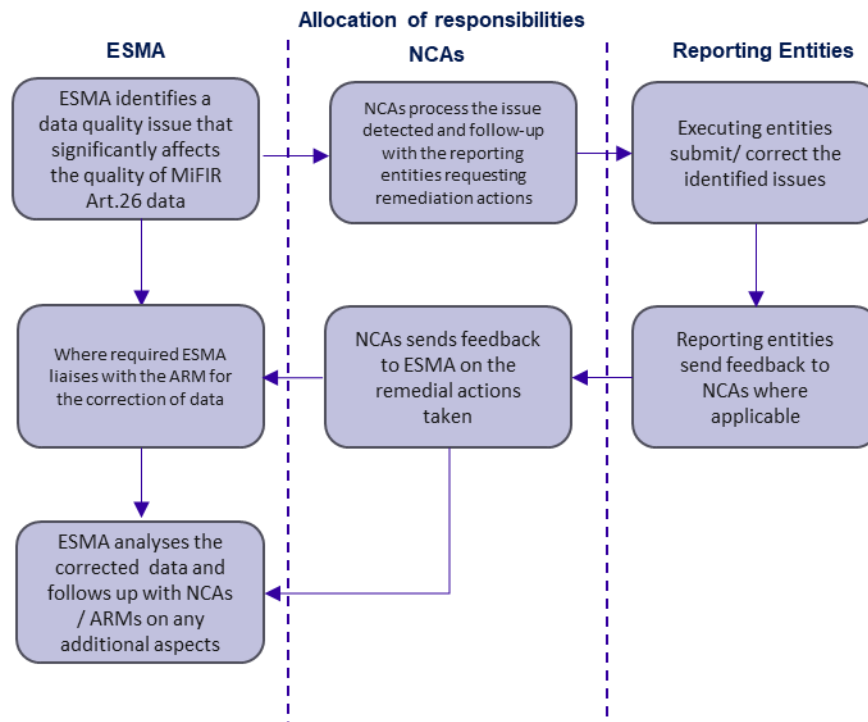 Allocation of responsibilities
ESMA
NCAs
Reporting Entities
ESMA identifies a
data quality issue that
significantly affects
the quality of MiFIR
Art.26 data
NCAs process the issue
detected and follow-up
with the reporting
entities requesting
remediation actions
Executing entities
submit/ correct the
identified issues
Where required ESMA
liaises with the ARM for
the correction of data
NCAs sends feedback
to ESMA on the
remedial actions
taken
Reporting entities
send feedback to
NCAs where
applicable
ESMA analyses the
corrected data and
follows up with NCAs
/ ARMs on any
additional aspects